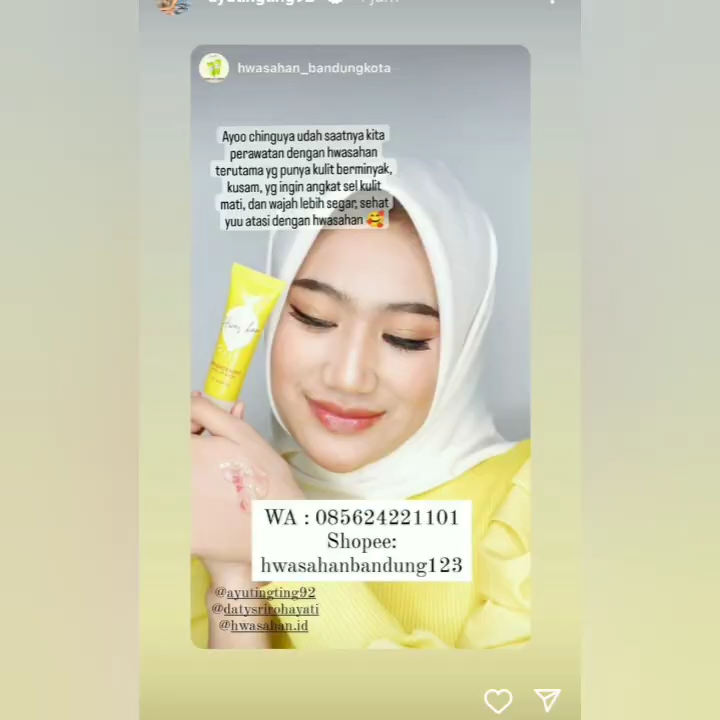 hwasahan_bandungkota
Ayoo chinguya udah saatnya kita
perawatan dengan hwasahan
terutama yg punya kulit berminyak,
kusam, yg ingin angkat sel kulit
mati, dan wajah lebih segar, sehat
yuu atasi dengan hwasahan 🥰
WA : 085624221101
Shopee:
hwasahanbandung123
@ayutingting92
@datysrirohayati
@hwasahan.id